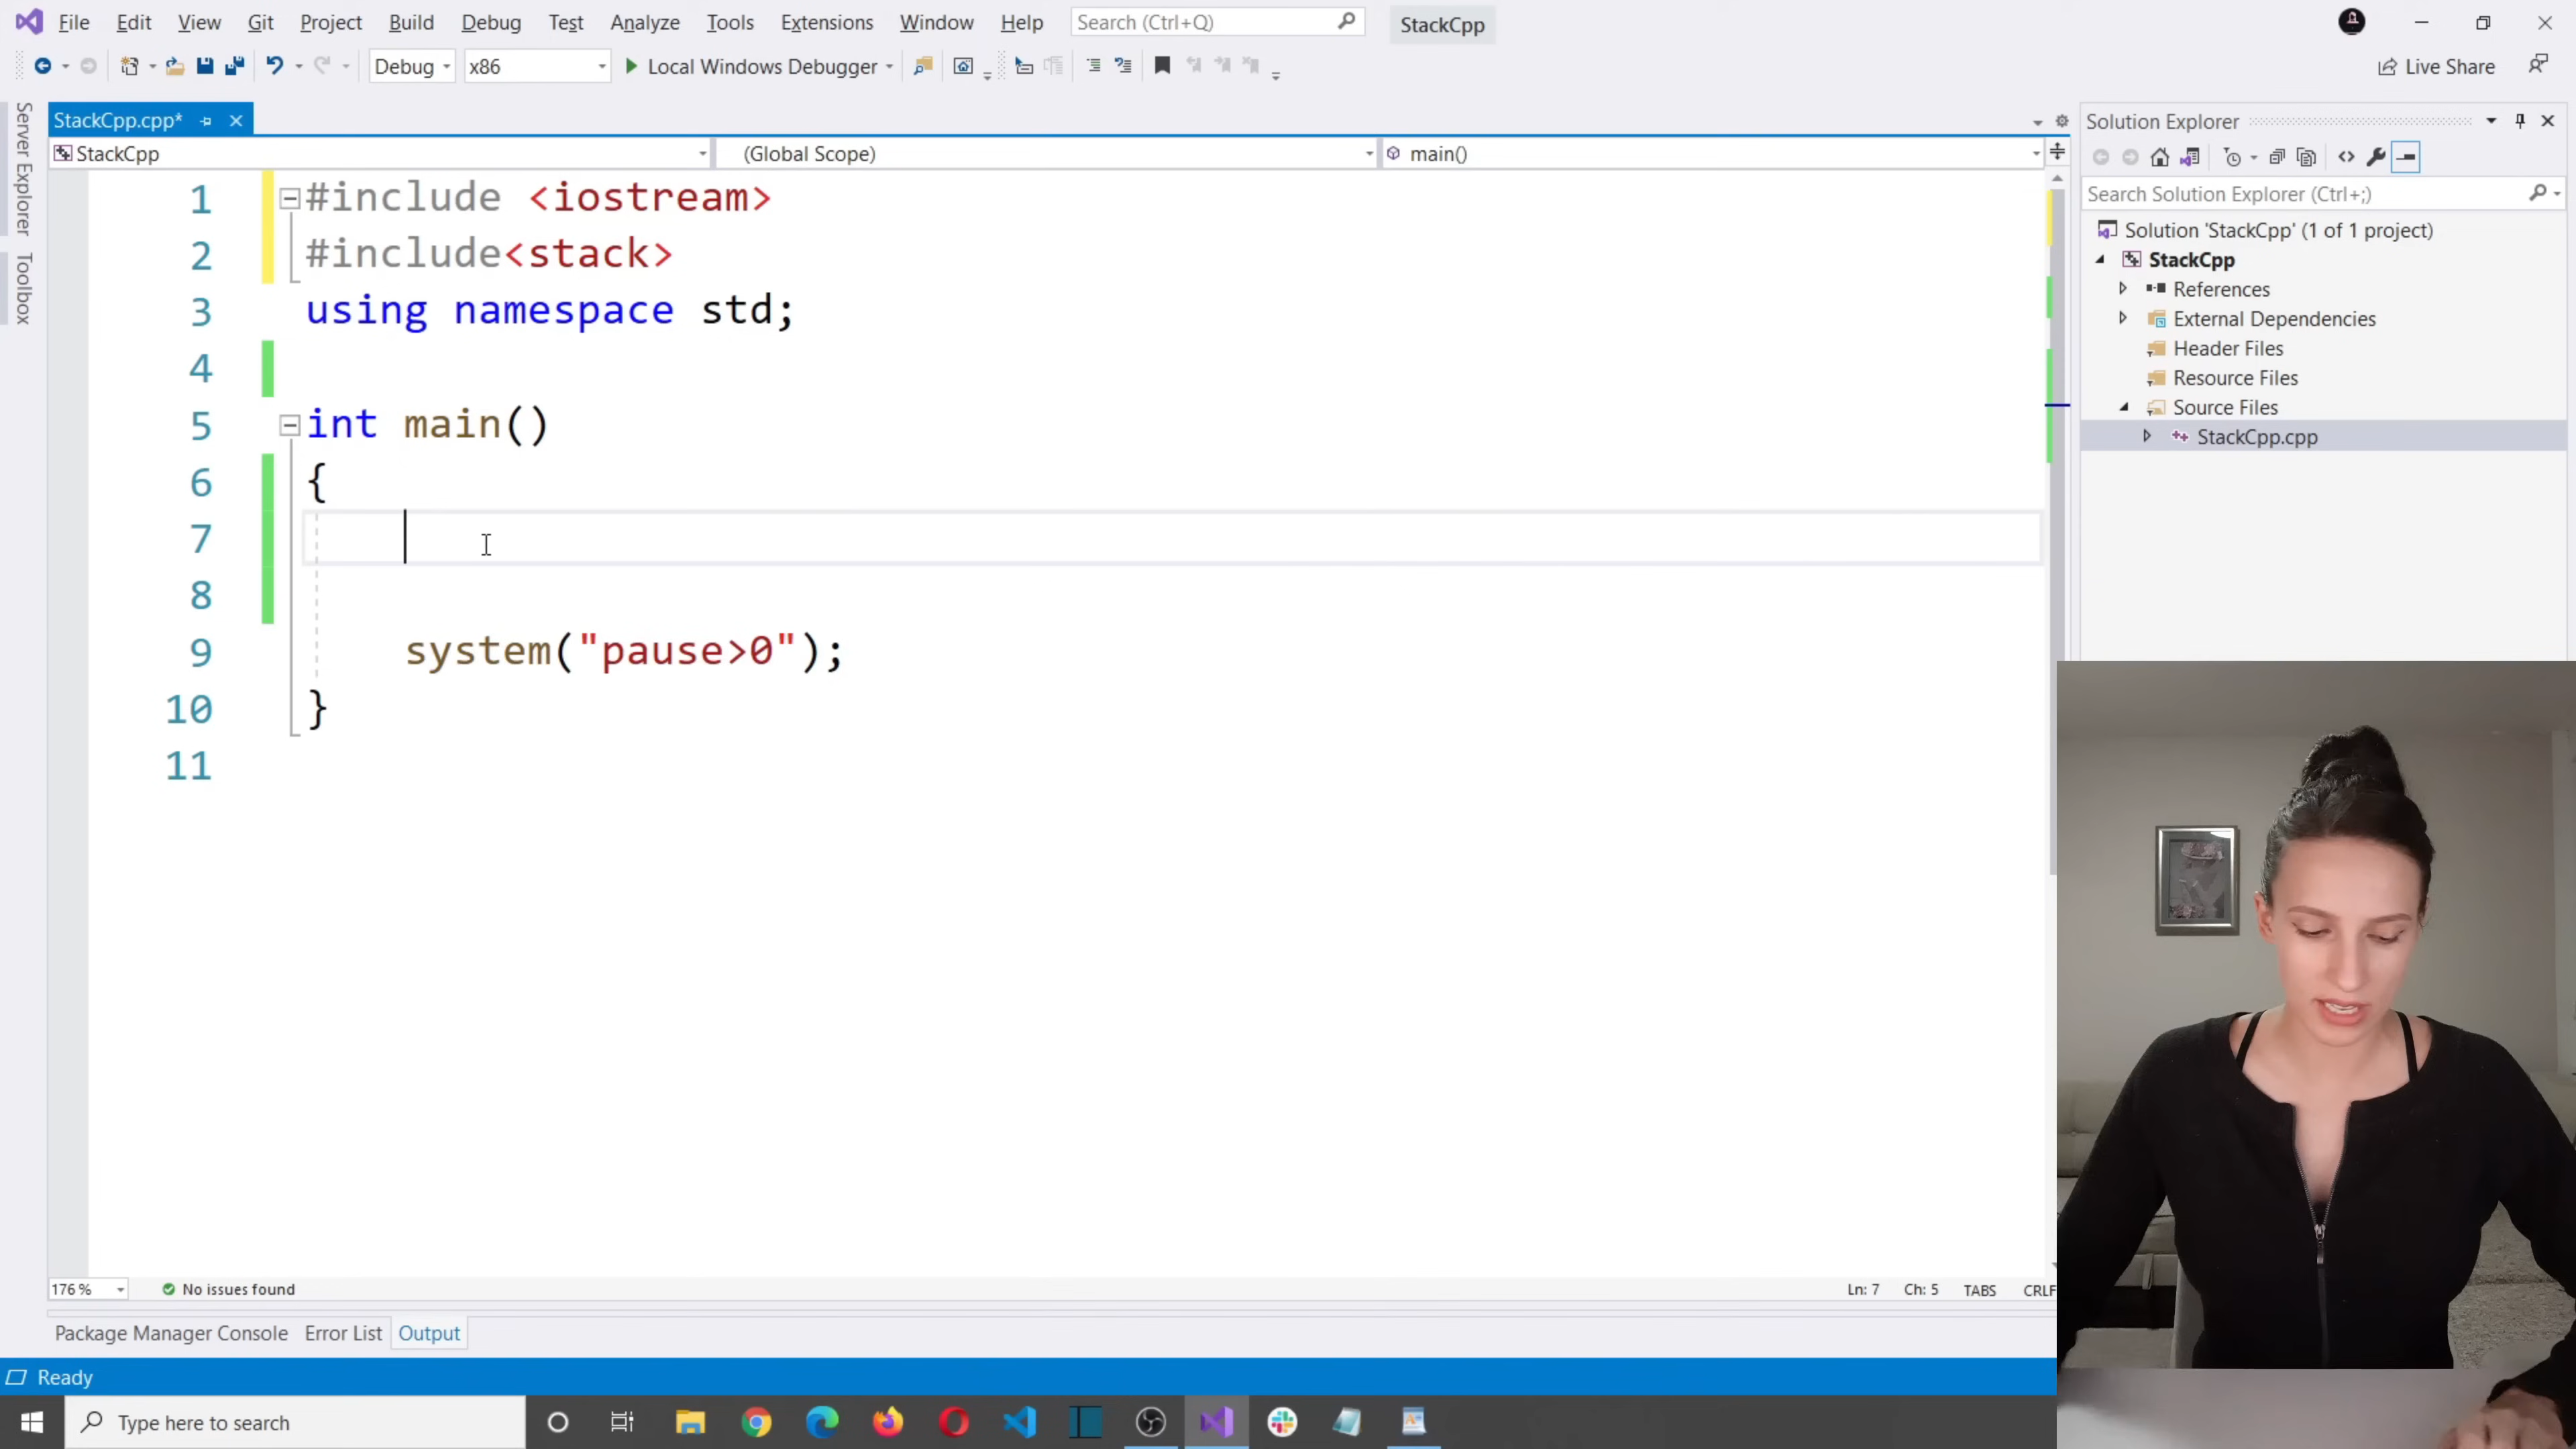 File Edit View Git Project Build Debug Test Analyze Tools Extensions Window Help Search (Ctrl+Q) StackCpp
Debug x86 Local Windows Debugger Live Share
Server Explorer
Toolbox
StackCpp.cpp*
StackCpp (Global Scope) main()
1 #include <iostream>
2 #include<stack>
3 using namespace std;
4
5 int main()
6 {
7
8
9 system("pause>0");
10 }
11
176 % No issues found Ln: 7 Ch: 5 TABS CRLF
Package Manager Console Error List Output
Solution Explorer
Search Solution Explorer (Ctrl+;)
Solution 'StackCpp' (1 of 1 project)
StackCpp
References
External Dependencies
Header Files
Resource Files
Source Files
StackCpp.cpp
Ready
Type here to search